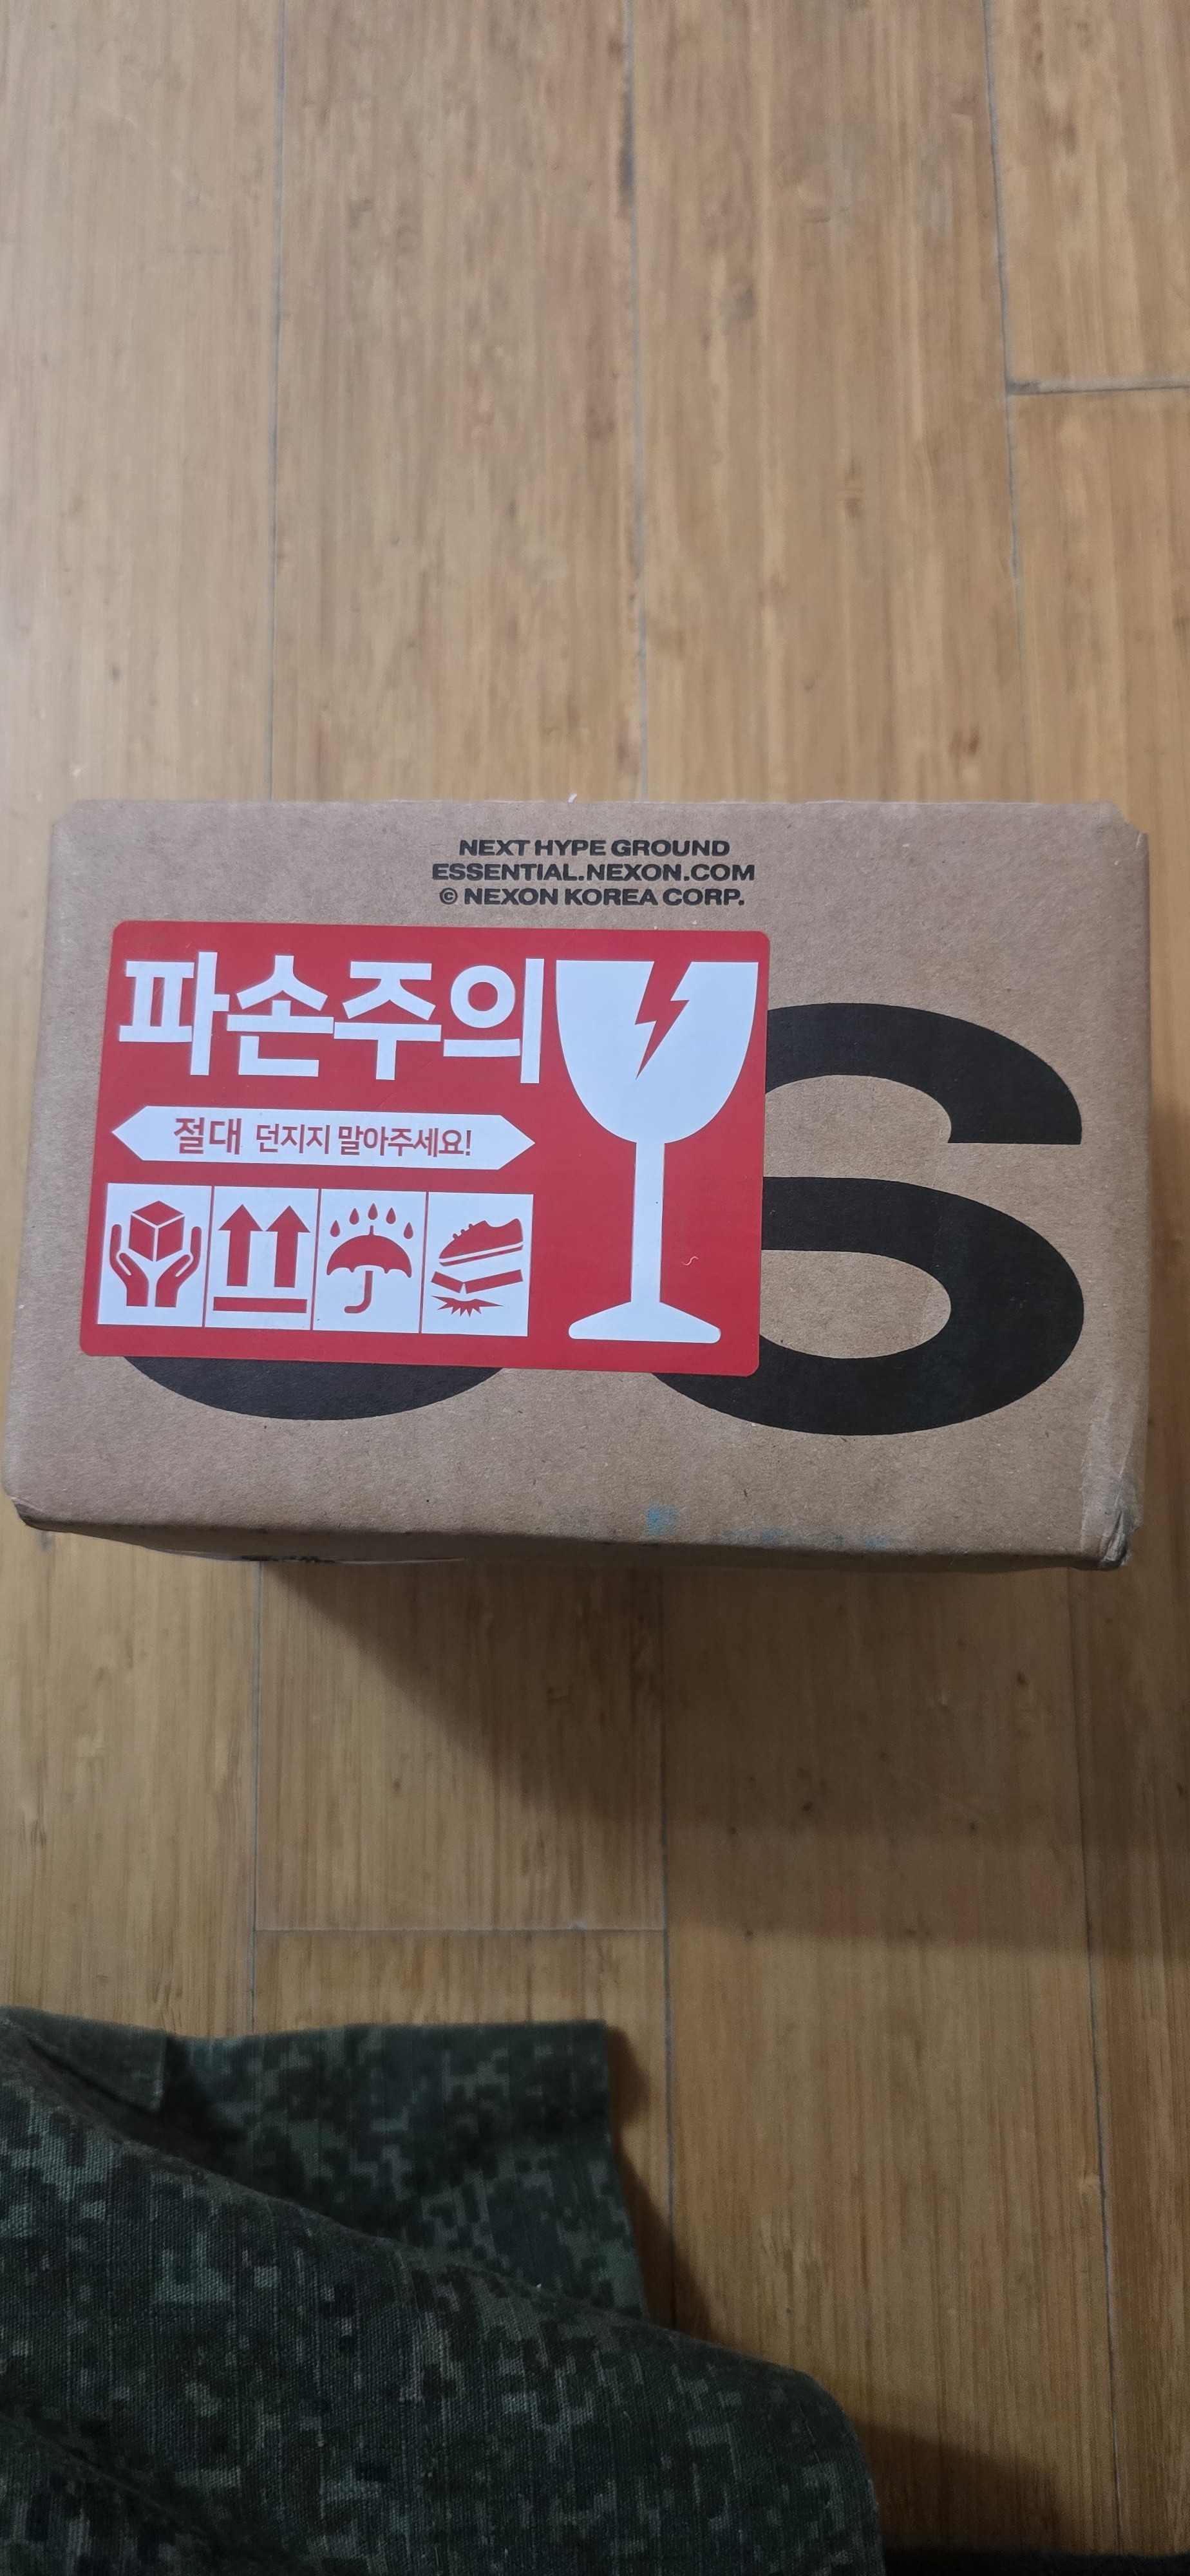 NEXT HYPE GROUND
ESSENTIAL.NEXON.COM
© NEXON KOREA CORP.
파손주의
절대 던지지 말아주세요!